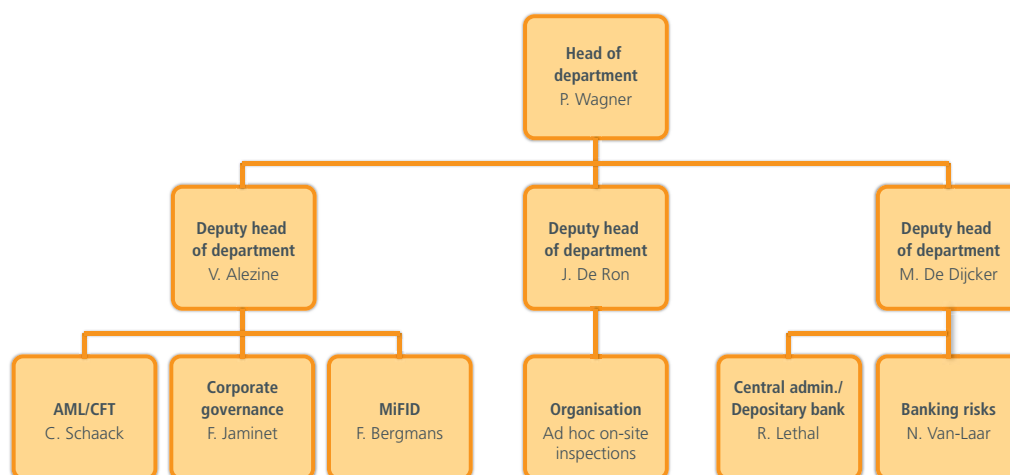 Head of
department
P. Wagner
Deputy head
of department
V. Alezine
Deputy head
of department
J. De Ron
Deputy head
of department
M. De Dijcker
AML/CFT
C. Schaack
Corporate
governance
F. Jaminet
MiFID
F. Bergmans
Organisation
Ad hoc on-site
inspections
Central admin./
Depositary bank
R. Lethal
Banking risks
N. Van-Laar